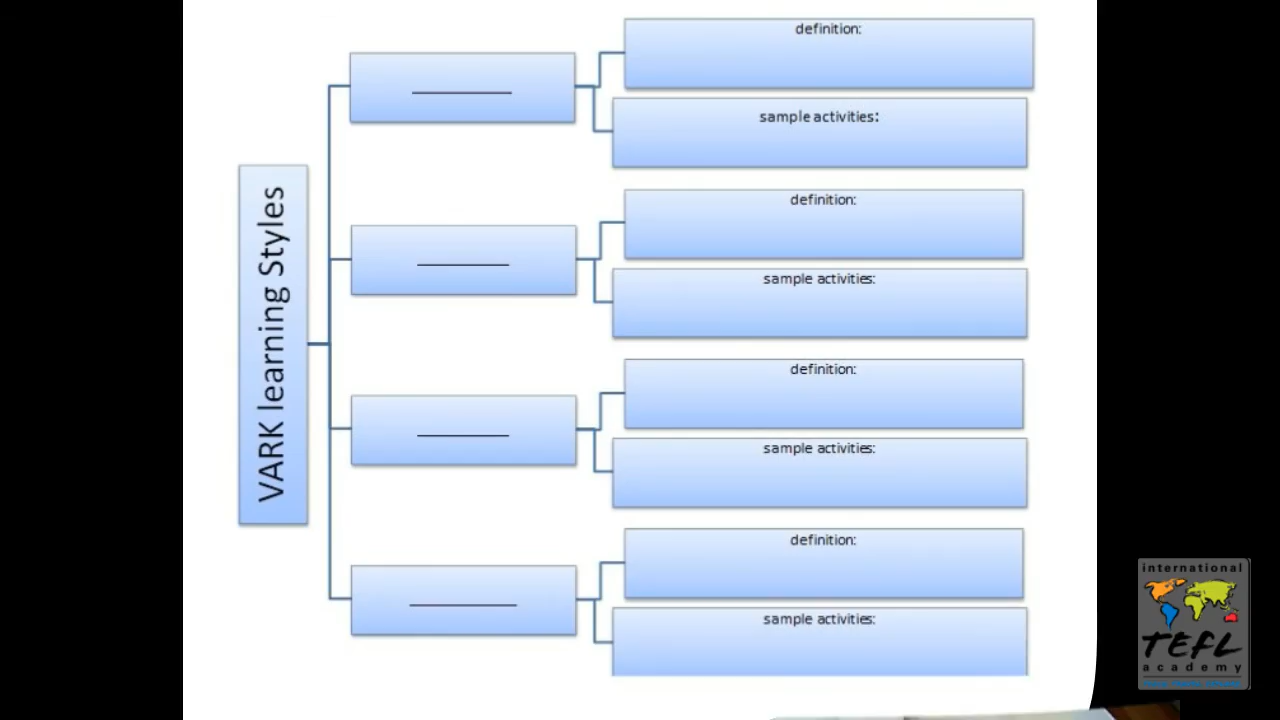 VARK learning Styles
definition:
sample activities:
definition:
sample activities:
definition:
sample activities:
definition:
sample activities:
international
TEFL
academy